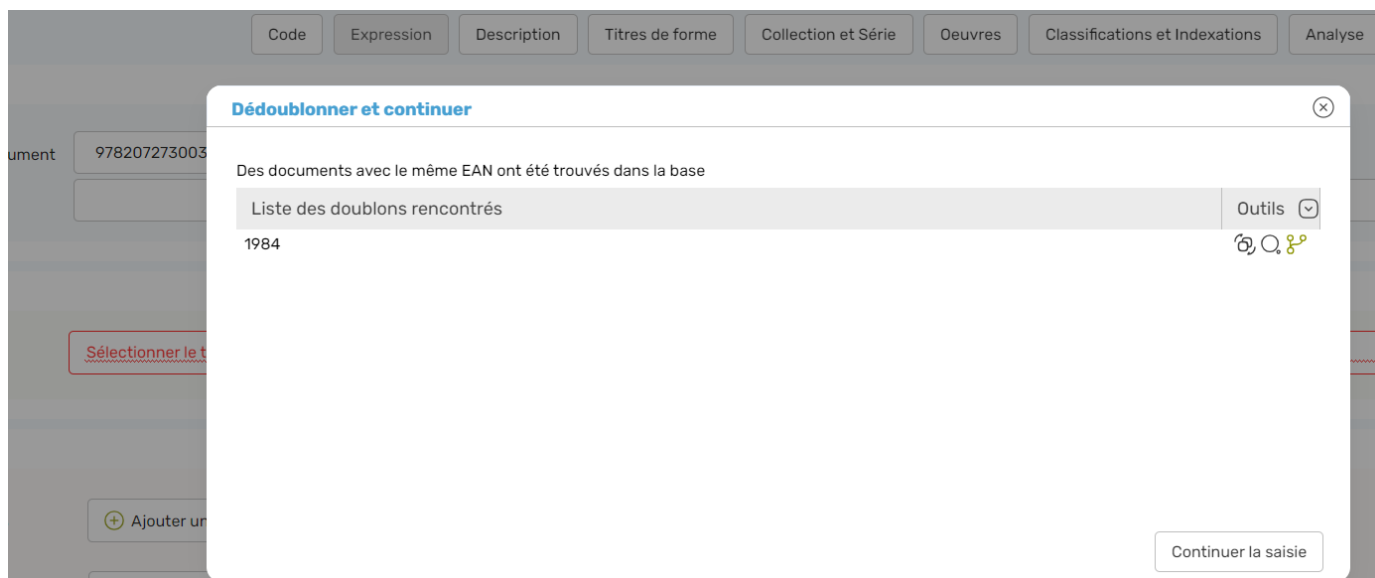 Code Expression Description Titres de forme Collection et Série Oeuvres Classifications et Indexations Analyse
Dédoublonner et continuer
ument 978207273003
Des documents avec le même EAN ont été trouvés dans la base
Liste des doublons rencontrés Outils
1984
Sélectionner le t
Ajouter un
Continuer la saisie